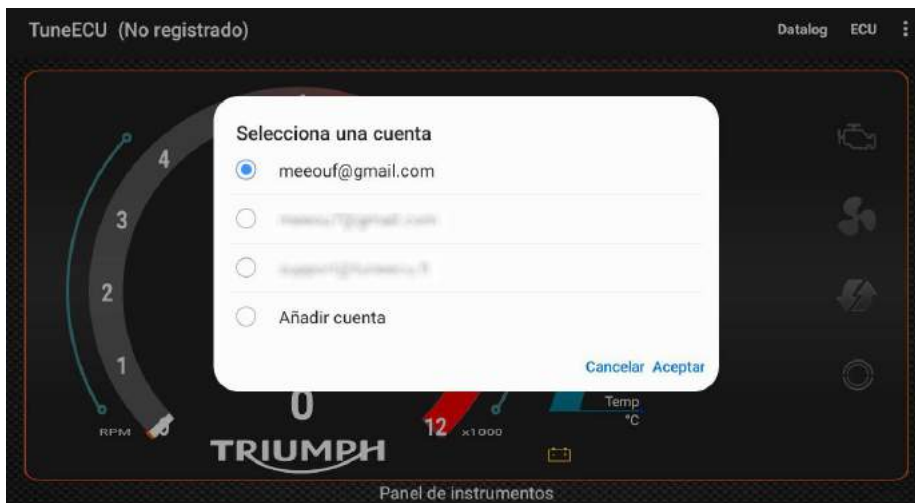 TuneECU (No registrado)
Datalog ECU
Selecciona una cuenta
meeouf@gmail.com
Añadir cuenta
Cancelar Aceptar
4
3
2
1
RPM
0
12 x1000
Temp
°C
TRIUMPH
Panel de instrumentos